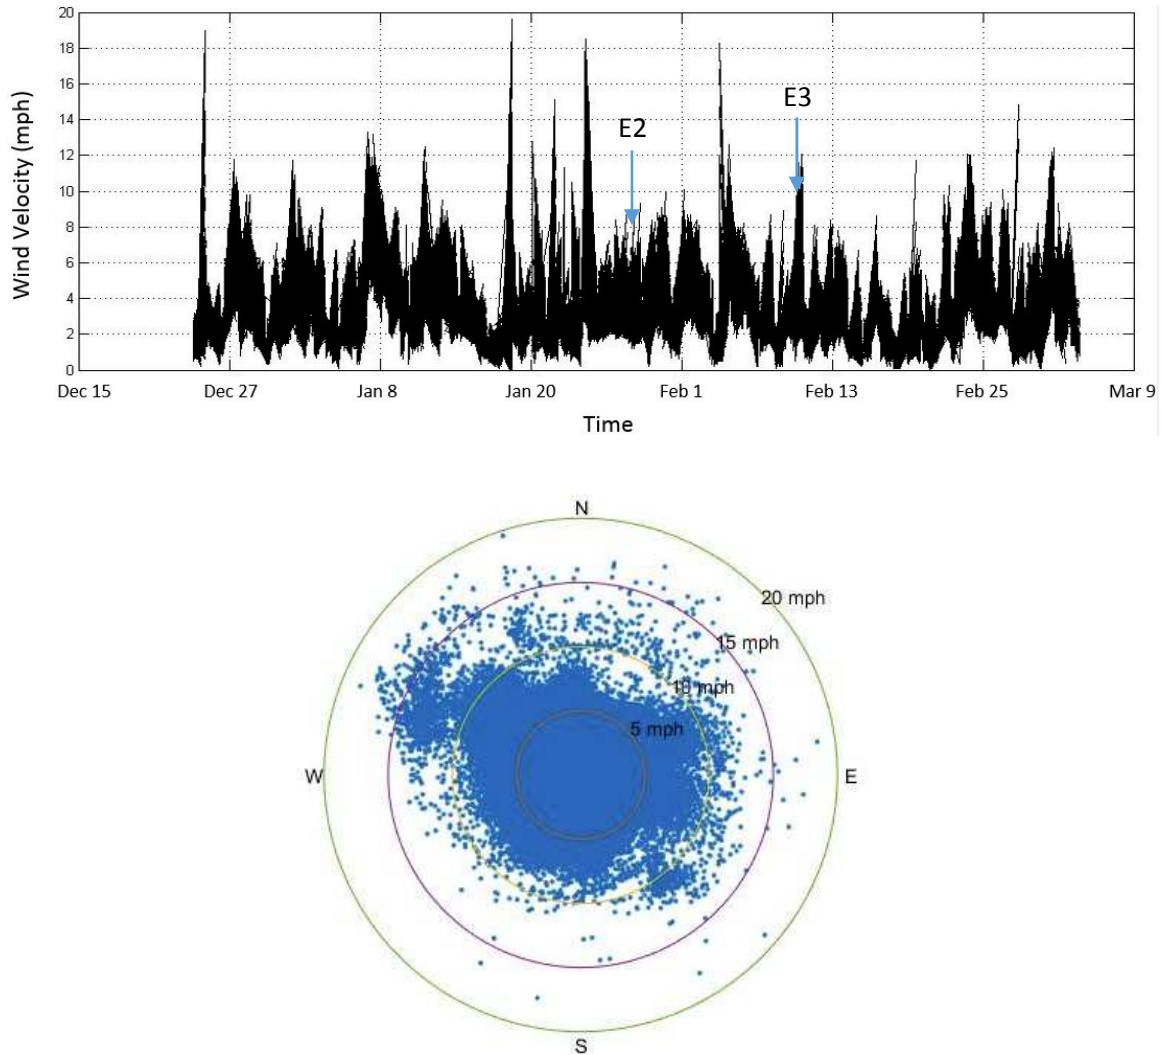 20
18
16
14
12
10
8
6
4
2
0
Wind Velocity (mph)
E2
E3
Dec 15 Dec 27 Jan 8 Jan 20 Feb 1 Feb 13 Feb 25 Mar 9
Time
N
20 mph
15 mph
10 mph
5 mph
W E
S